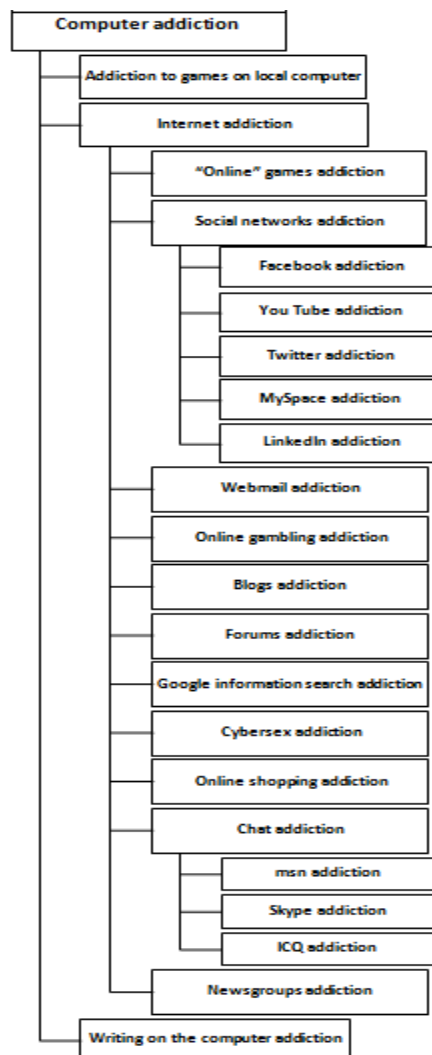 Computer addiction
Addiction to games on local computer
Internet addiction
“Online” games addiction
Social networks addiction
Facebook addiction
You Tube addiction
Twitter addiction
MySpace addiction
LinkedIn addiction
Webmail addiction
Online gambling addiction
Blogs addiction
Forums addiction
Google information search addiction
Cybersex addiction
Online shopping addiction
Chat addiction
msn addiction
Skype addiction
ICQ addiction
Newsgroups addiction
Writing on the computer addiction